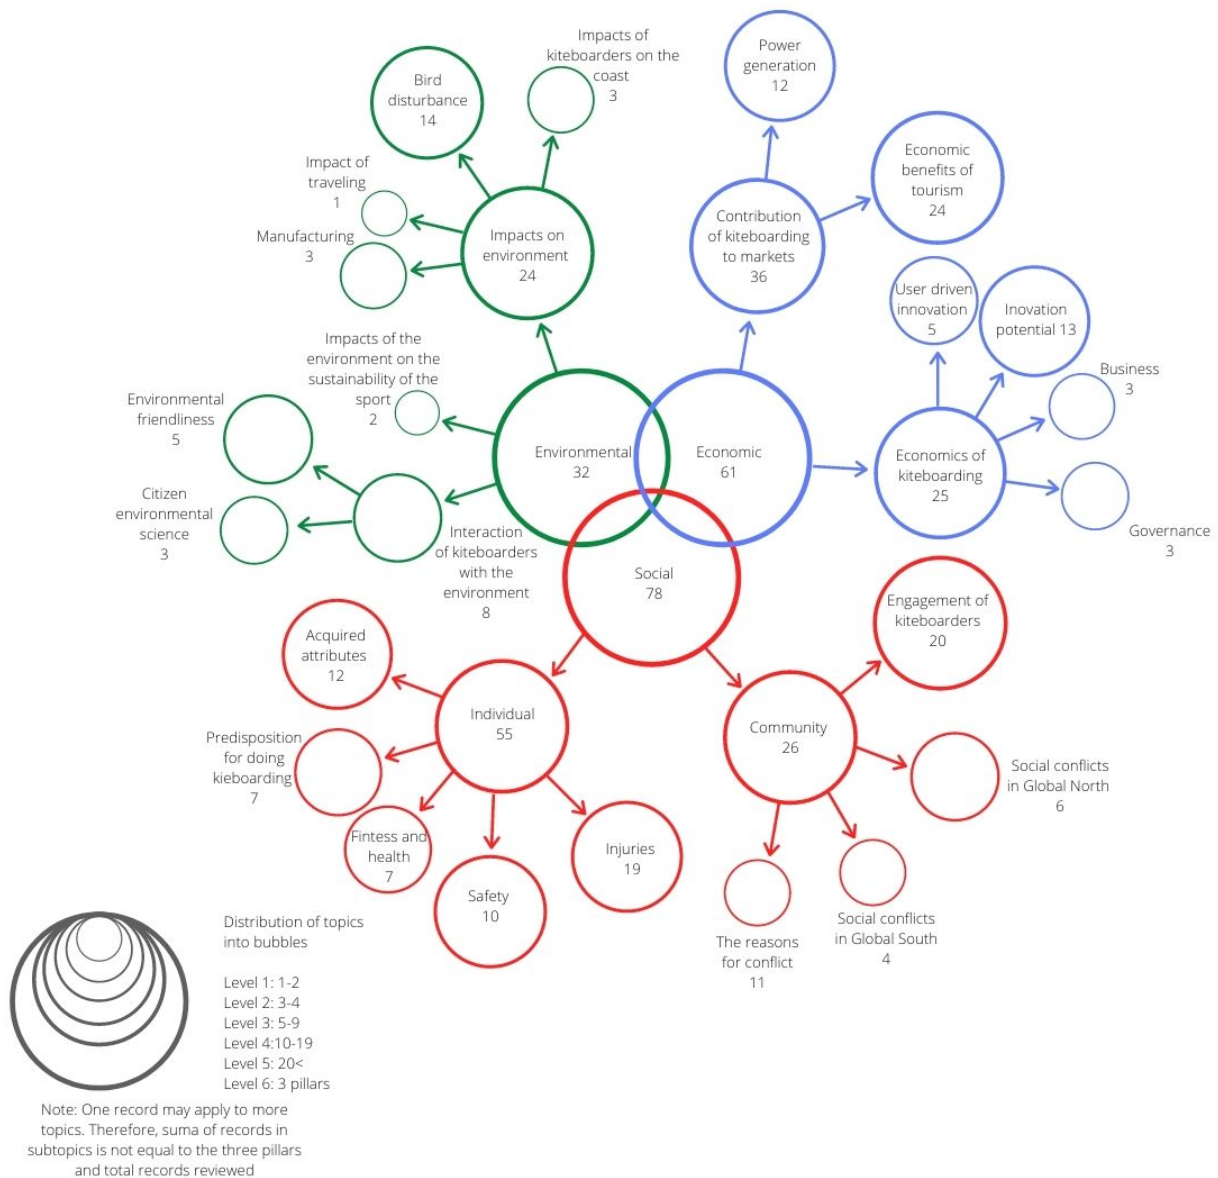 Impacts of
kiteboarders on the
coast
3
Bird
disturbance
14
Impact of
traveling
1
Manufacturing
3
Impacts on
environment
24
Power
generation
12
Economic
benefits of
tourism
24
Contribution
of kiteboarding
to markets
36
User driven
innovation
5
Inovation
potential 13
Business
3
Economics of
kiteboarding
25
Governance
3
Impacts of the
environment on the
sustainability of the
sport
2
Environmental
friendliness
5
Citizen
environmental
science
3
Interaction
of kiteboarders
with the
environment
8
Environmental
32
Economic
61
Social
78
Acquired
attributes
12
Predisposition
for doing
kieboarding
7
Fintess and
health
7
Safety
10
Injuries
19
Individual
55
Community
26
Engagement of
kiteboarders
20
Social conflicts
in Global North
6
Social conflicts
in Global South
4
The reasons
for conflict
11
Distribution of topics
into bubbles
Level 1: 1-2
Level 2: 3-4
Level 3: 5-9
Level 4:10-19
Level 5: 20<
Level 6: 3 pillars
Note: One record may apply to more
topics. Therefore, suma of records in
subtopics is not equal to the three pillars
and total records reviewed